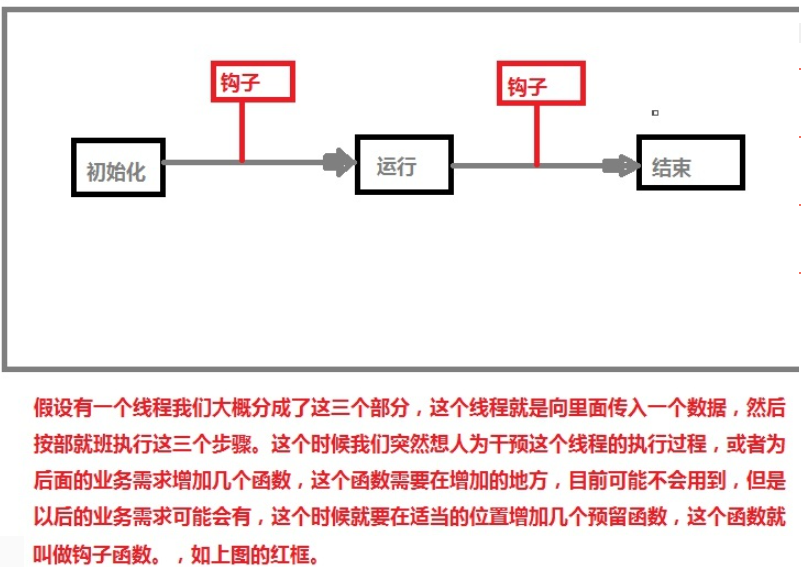 钩子
钩子
初始化
运行
结束
假设有一个线程我们大概分成了这三个部分，这个线程就是向里面传入一个数据，然后
按部就班执行这三个步骤。这个时候我们突然想人为干预这个线程的执行过程，或者为
后面的业务需求增加几个函数，这个函数需要在增加的地方，目前可能不会用到，但是
以后的业务需求可能会有，这个时候就要在适当的位置增加几个预留函数，这个函数就
叫做钩子函数。，如上图的红框。